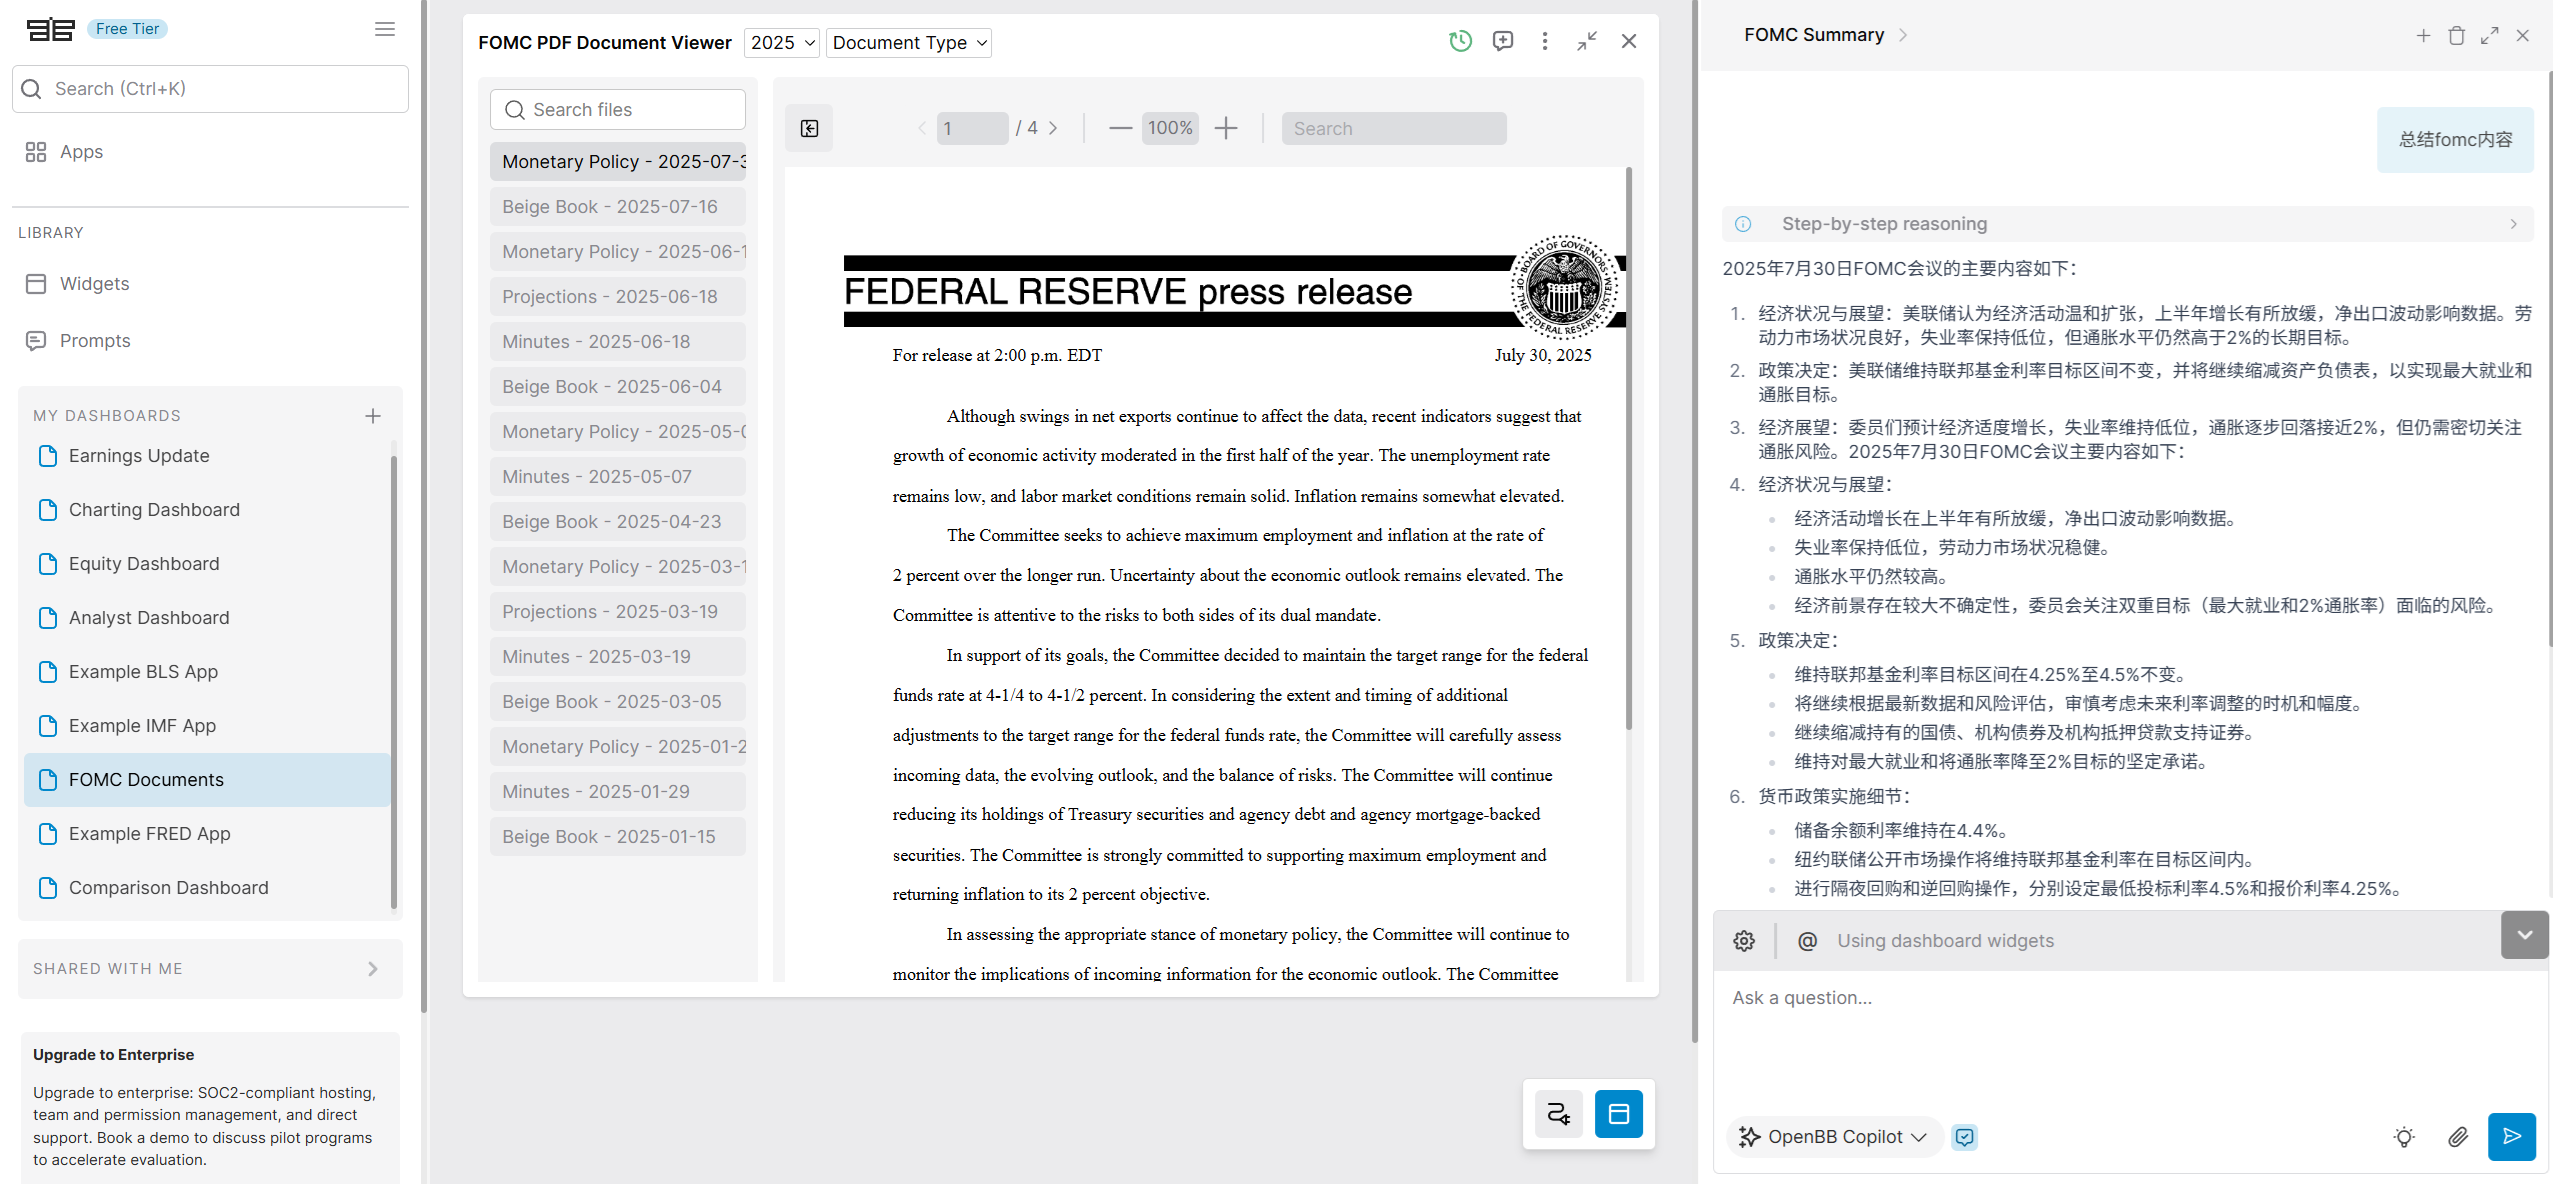 Free Tier
Search (Ctrl+K)
Apps
LIBRARY
Widgets
Prompts
MY DASHBOARDS
Earnings Update
Charting Dashboard
Equity Dashboard
Analyst Dashboard
Example BLS App
Example IMF App
FOMC Documents
Example FRED App
Comparison Dashboard
SHARED WITH ME
Upgrade to Enterprise
Upgrade to enterprise: SOC2-compliant hosting,
team and permission management, and direct
support. Book a demo to discuss pilot programs
to accelerate evaluation.
FOMC PDF Document Viewer
2025
Document Type
Search files
Monetary Policy - 2025-07-3
Beige Book - 2025-07-16
Monetary Policy - 2025-06-1
Projections - 2025-06-18
Minutes - 2025-06-18
Beige Book - 2025-06-04
Monetary Policy - 2025-05-0
Minutes - 2025-05-07
Beige Book - 2025-04-23
Monetary Policy - 2025-03-1
Projections - 2025-03-19
Minutes - 2025-03-19
Beige Book - 2025-03-05
Monetary Policy - 2025-01-2
Minutes - 2025-01-29
Beige Book - 2025-01-15
1 / 4
100%
Search
FEDERAL RESERVE press release
BOARD OF GOVERNORS OF THE FEDERAL RESERVE SYSTEM
For release at 2:00 p.m. EDT
July 30, 2025
Although swings in net exports continue to affect the data, recent indicators suggest that
growth of economic activity moderated in the first half of the year. The unemployment rate
remains low, and labor market conditions remain solid. Inflation remains somewhat elevated.
The Committee seeks to achieve maximum employment and inflation at the rate of
2 percent over the longer run. Uncertainty about the economic outlook remains elevated. The
Committee is attentive to the risks to both sides of its dual mandate.
In support of its goals, the Committee decided to maintain the target range for the federal
funds rate at 4-1/4 to 4-1/2 percent. In considering the extent and timing of additional
adjustments to the target range for the federal funds rate, the Committee will carefully assess
incoming data, the evolving outlook, and the balance of risks. The Committee will continue
reducing its holdings of Treasury securities and agency debt and agency mortgage-backed
securities. The Committee is strongly committed to supporting maximum employment and
returning inflation to its 2 percent objective.
In assessing the appropriate stance of monetary policy, the Committee will continue to
monitor the implications of incoming information for the economic outlook. The Committee
FOMC Summary
总结fomc内容
Step-by-step reasoning
2025年7月30日FOMC会议的主要内容如下：
1. 经济状况与展望：美联储认为经济活动温和扩张，上半年增长有所放缓，净出口波动影响数据。劳
动力市场状况良好，失业率保持低位，但通胀水平仍然高于2%的长期目标。
2. 政策决定：美联储维持联邦基金利率目标区间不变，并将继续缩减资产负债表，以实现最大就业和
通胀目标。
3. 经济展望：委员们预计经济适度增长，失业率维持低位，通胀逐步回落接近2%，但仍需密切关注
通胀风险。2025年7月30日FOMC会议主要内容如下：
4. 经济状况与展望：
经济活动增长在上半年有所放缓，净出口波动影响数据。
失业率保持低位，劳动力市场状况稳健。
通胀水平仍然较高。
经济前景存在较大不确定性，委员会关注双重目标（最大就业和2%通胀率）面临的风险。
5. 政策决定：
维持联邦基金利率目标区间在4.25%至4.5%不变。
将继续根据最新数据和风险评估，审慎考虑未来利率调整的时机和幅度。
继续缩减持有的国债、机构债券及机构抵押贷款支持证券。
维持对最大就业和将通胀率降至2%目标的坚定承诺。
6. 货币政策实施细节：
储备余额利率维持在4.4%。
纽约联储公开市场操作将维持联邦基金利率在目标区间内。
进行隔夜回购和逆回购操作，分别设定最低投标利率4.5%和报价利率4.25%。
@ Using dashboard widgets
Ask a question...
OpenBB Copilot